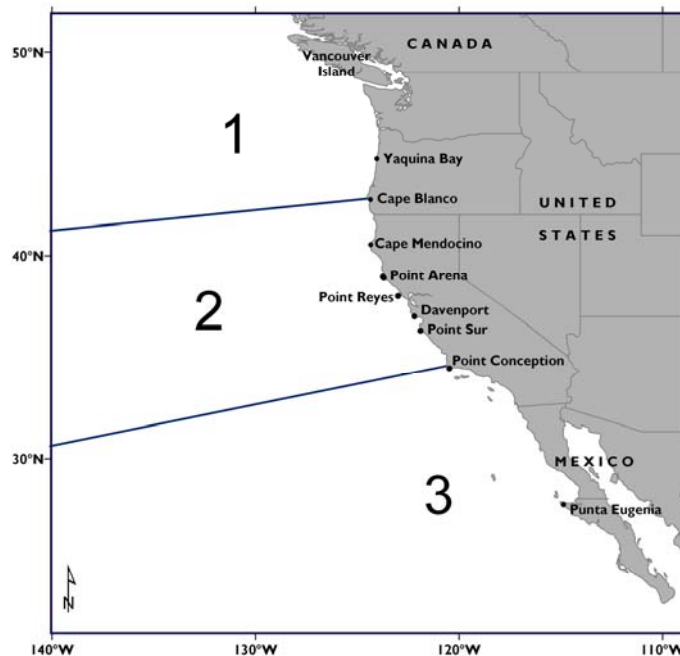 50°N
CANADA
Vancouver
Island
1
Yaquina Bay
Cape Blanco
UNITED
STATES
40°N
Cape Mendocino
Point Arena
Point Reyes
2
Davenport
Point Sur
Point Conception
30°N
MEXICO
3
Punta Eugenia
N
140°W
130°W
120°W
110°W